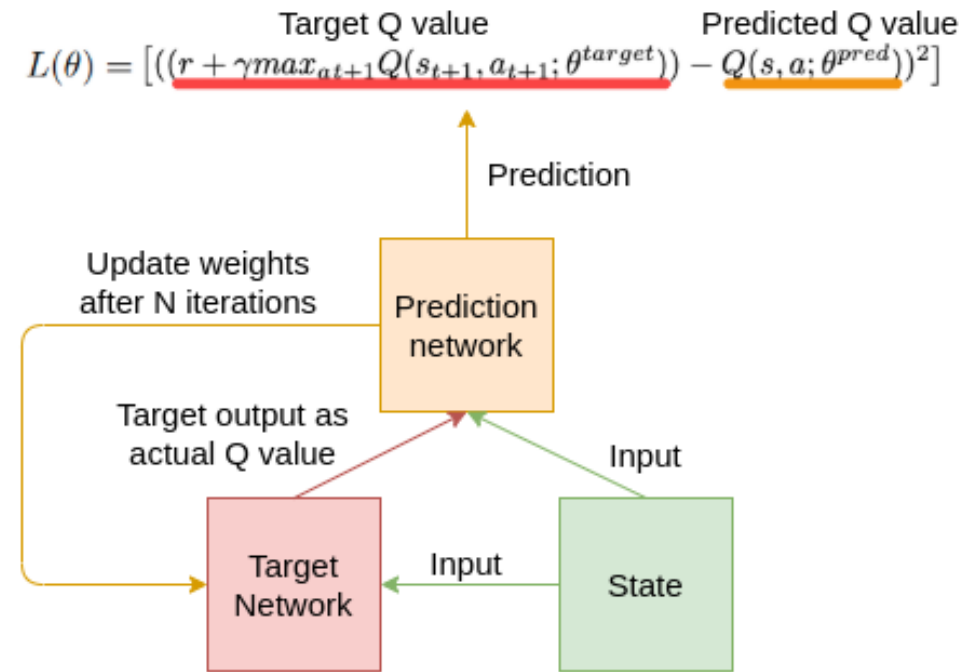 Target Q value
Predicted Q value
L(θ) = [((r + γmax_{at+1}Q(s_{t+1}, a_{t+1}; θ^{target})) − Q(s, a; θ^{pred}))^2]
Prediction
Update weights
after N iterations
Prediction
network
Target output as
actual Q value
Input
Target
Network
Input
State